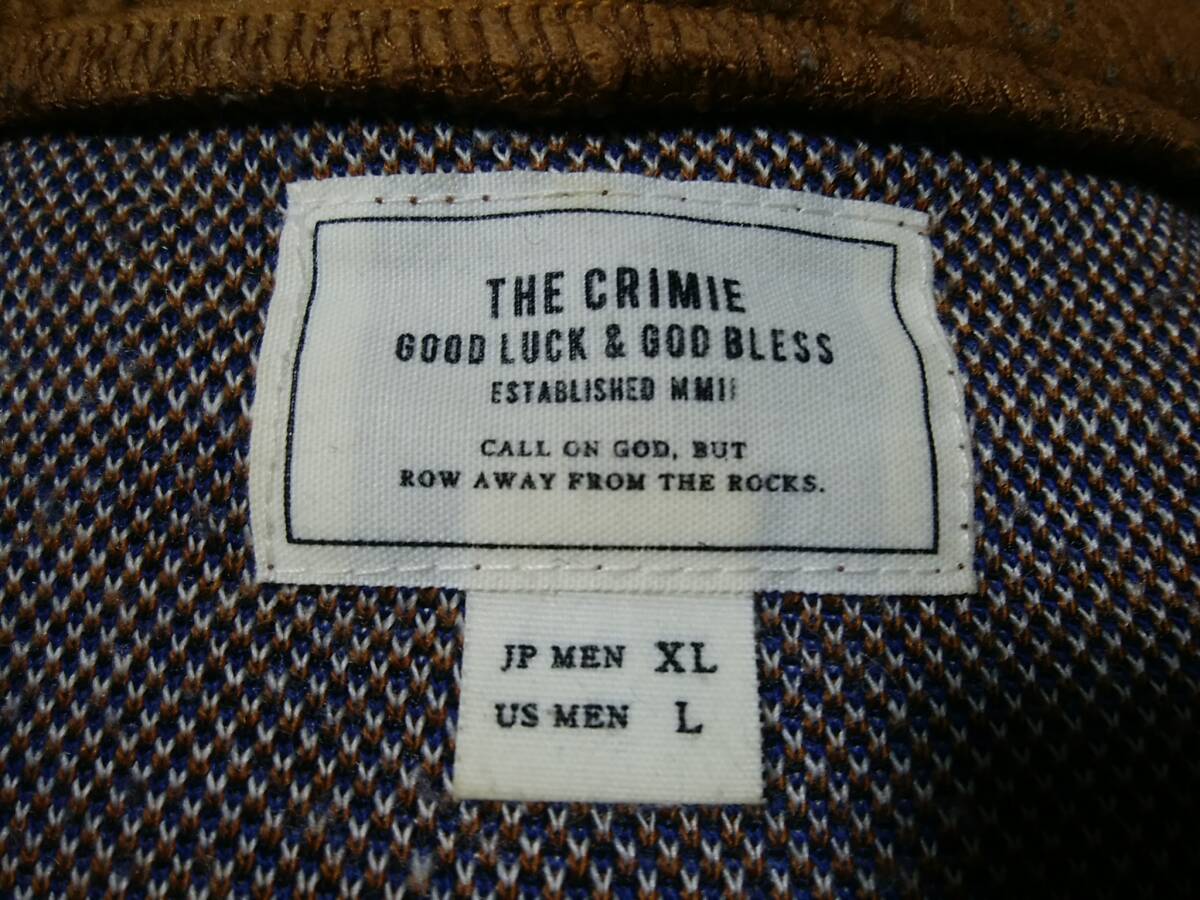 THE CRIMIE
GOOD LUCK & GOD BLESS
ESTABLISHED MMII
CALL ON GOD, BUT
ROW AWAY FROM THE ROCKS.
JP MEN XL
US MEN L